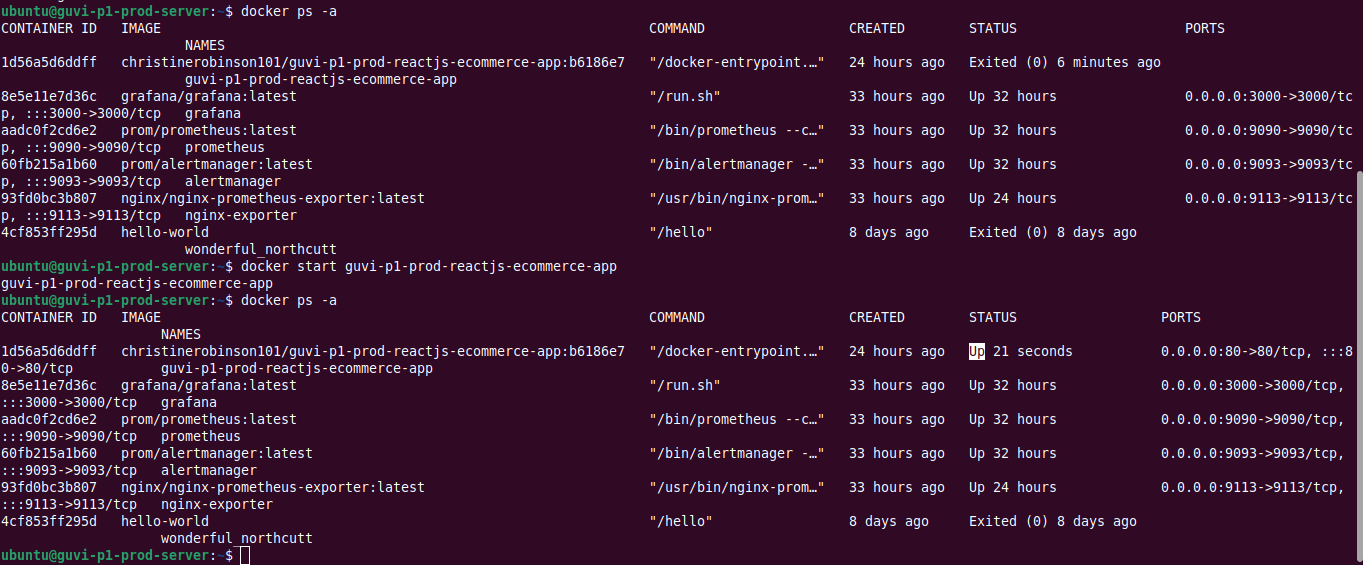 ubuntu@guvi-p1-prod-server:~$ docker ps -a
CONTAINER ID   IMAGE                                                             COMMAND                  CREATED        STATUS                     PORTS
                       NAMES
1d56a5d6ddff   christinerobinson101/guvi-p1-prod-reactjs-ecommerce-app:b6186e7   "/docker-entrypoint.…"   24 hours ago   Exited (0) 6 minutes ago
                       guvi-p1-prod-reactjs-ecommerce-app
8e5e11e7d36c   grafana/grafana:latest                                            "/run.sh"                33 hours ago   Up 32 hours                0.0.0.0:3000->3000/tc
p, :::3000->3000/tcp   grafana
aadc0f2cd6e2   prom/prometheus:latest                                            "/bin/prometheus --c…"   33 hours ago   Up 32 hours                0.0.0.0:9090->9090/tc
p, :::9090->9090/tcp   prometheus
60fb215a1b60   prom/alertmanager:latest                                          "/bin/alertmanager -…"   33 hours ago   Up 32 hours                0.0.0.0:9093->9093/tc
p, :::9093->9093/tcp   alertmanager
93fd0bc3b807   nginx/nginx-prometheus-exporter:latest                            "/usr/bin/nginx-prom…"   33 hours ago   Up 24 hours                0.0.0.0:9113->9113/tc
p, :::9113->9113/tcp   nginx-exporter
4cf853ff295d   hello-world                                                       "/hello"                 8 days ago     Exited (0) 8 days ago
                       wonderful_northcutt
ubuntu@guvi-p1-prod-server:~$ docker start guvi-p1-prod-reactjs-ecommerce-app
guvi-p1-prod-reactjs-ecommerce-app
ubuntu@guvi-p1-prod-server:~$ docker ps -a
CONTAINER ID   IMAGE                                                             COMMAND                  CREATED        STATUS                  PORTS
                    NAMES
1d56a5d6ddff   christinerobinson101/guvi-p1-prod-reactjs-ecommerce-app:b6186e7   "/docker-entrypoint.…"   24 hours ago   Up 21 seconds           0.0.0.0:80->80/tcp, :::8
0->80/tcp           guvi-p1-prod-reactjs-ecommerce-app
8e5e11e7d36c   grafana/grafana:latest                                            "/run.sh"                33 hours ago   Up 32 hours             0.0.0.0:3000->3000/tcp,
:::3000->3000/tcp   grafana
aadc0f2cd6e2   prom/prometheus:latest                                            "/bin/prometheus --c…"   33 hours ago   Up 32 hours             0.0.0.0:9090->9090/tcp,
:::9090->9090/tcp   prometheus
60fb215a1b60   prom/alertmanager:latest                                          "/bin/alertmanager -…"   33 hours ago   Up 32 hours             0.0.0.0:9093->9093/tcp,
:::9093->9093/tcp   alertmanager
93fd0bc3b807   nginx/nginx-prometheus-exporter:latest                            "/usr/bin/nginx-prom…"   33 hours ago   Up 24 hours             0.0.0.0:9113->9113/tcp,
:::9113->9113/tcp   nginx-exporter
4cf853ff295d   hello-world                                                       "/hello"                 8 days ago     Exited (0) 8 days ago
                    wonderful_northcutt
ubuntu@guvi-p1-prod-server:~$